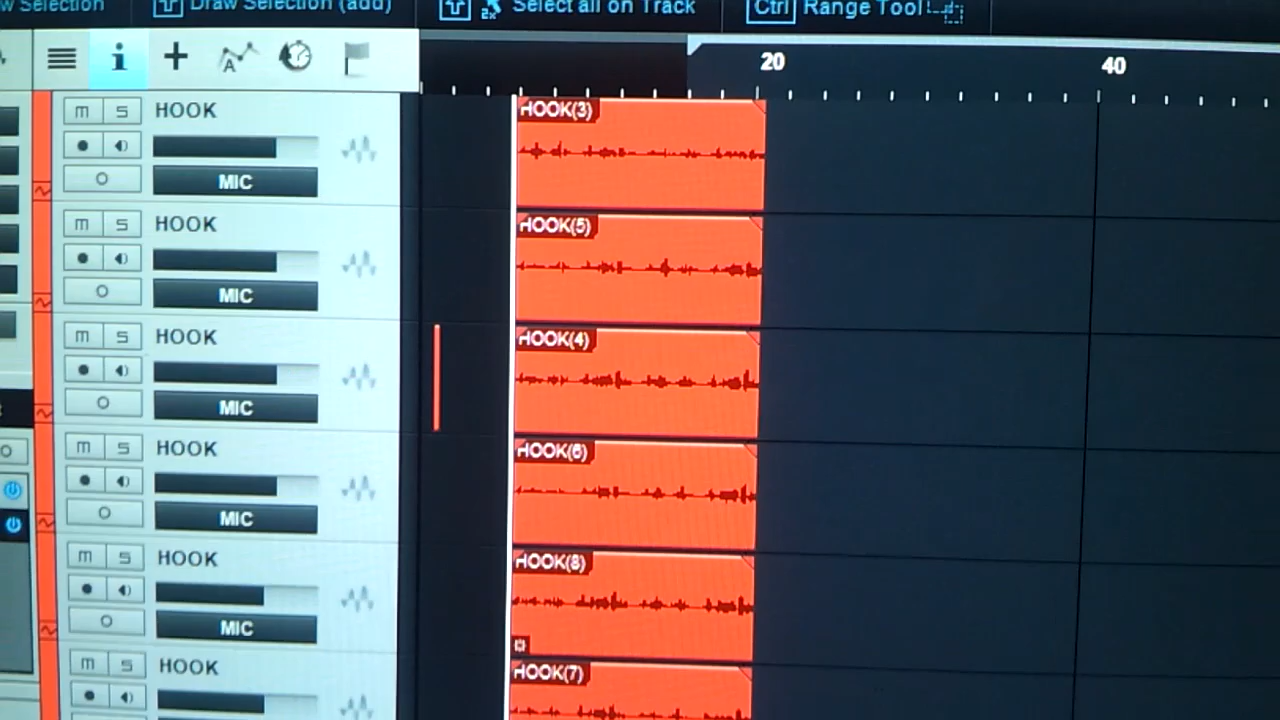 w Selection
Draw Selection (add)
2x
Select all on Track
Ctrl
Range Tool
i
A
20
40
m S HOOK
MIC
HOOK(3)
m S HOOK
MIC
HOOK(5)
m S HOOK
MIC
HOOK(4)
m S HOOK
MIC
HOOK(6)
m S HOOK
MIC
HOOK(8)
m S HOOK
HOOK(7)